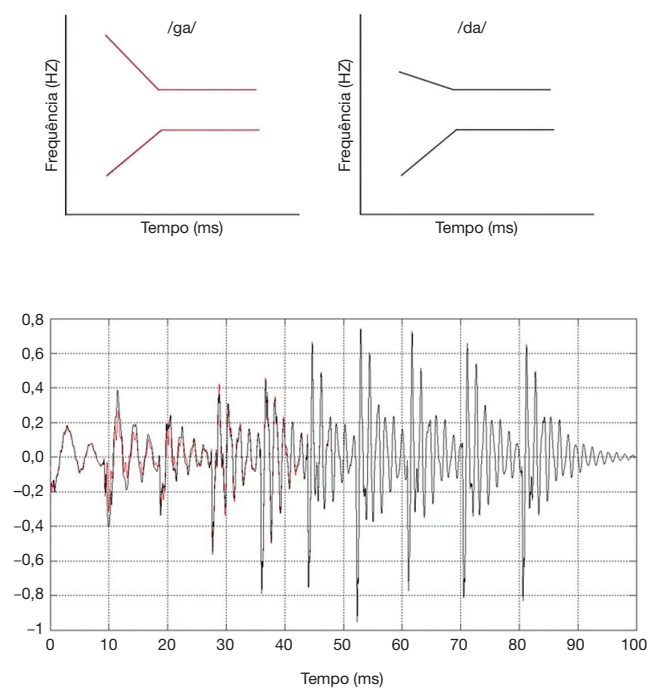 /ga/
Frequência (HZ)
Tempo (ms)
/da/
Frequência (HZ)
Tempo (ms)
0,8
0,6
0,4
0,2
0,0
–0,2
–0,4
–0,6
–0,8
–1
0 10 20 30 40 50 60 70 80 90 100
Tempo (ms)